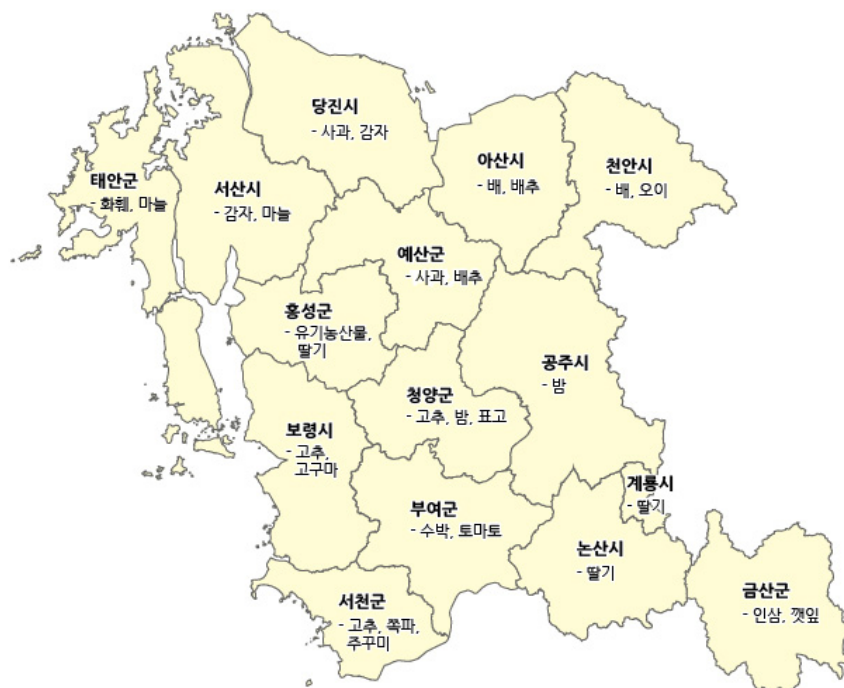 당진시
- 사과, 감자
아산시
- 배, 배추
천안시
- 배, 오이
태안군
- 화훼, 마늘
서산시
- 감자, 마늘
예산군
- 사과, 배추
홍성군
- 유기농산물,
딸기
공주시
- 밤
청양군
- 고추, 밤, 표고
보령시
- 고추,
고구마
계룡시
- 딸기
부여군
- 수박, 토마토
논산시
- 딸기
금산군
- 인삼, 깻잎
서천군
- 고추, 쪽파,
주꾸미